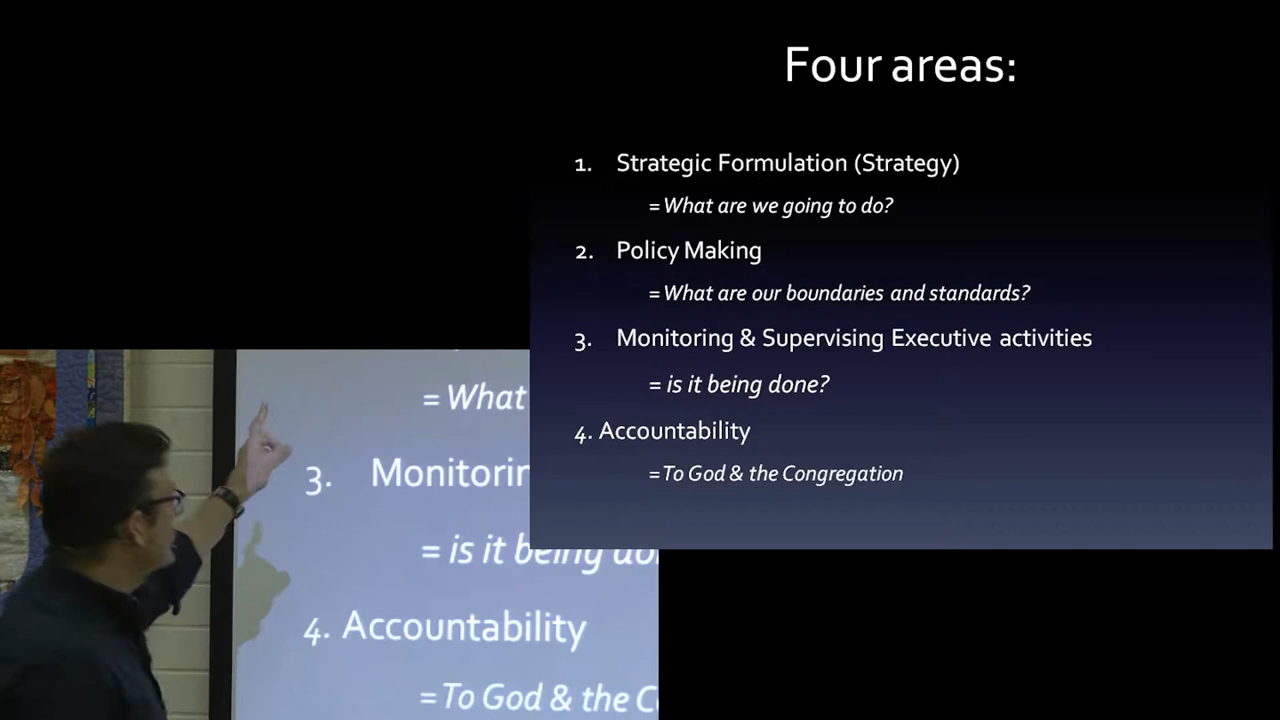 Four areas:
1. Strategic Formulation (Strategy)
= What are we going to do?
2. Policy Making
= What are our boundaries and standards?
3. Monitoring & Supervising Executive activities
= is it being done?
4. Accountability
= To God & the Congregation
= What
3. Monitorin
= is it being do
4. Accountability
= To God & the C